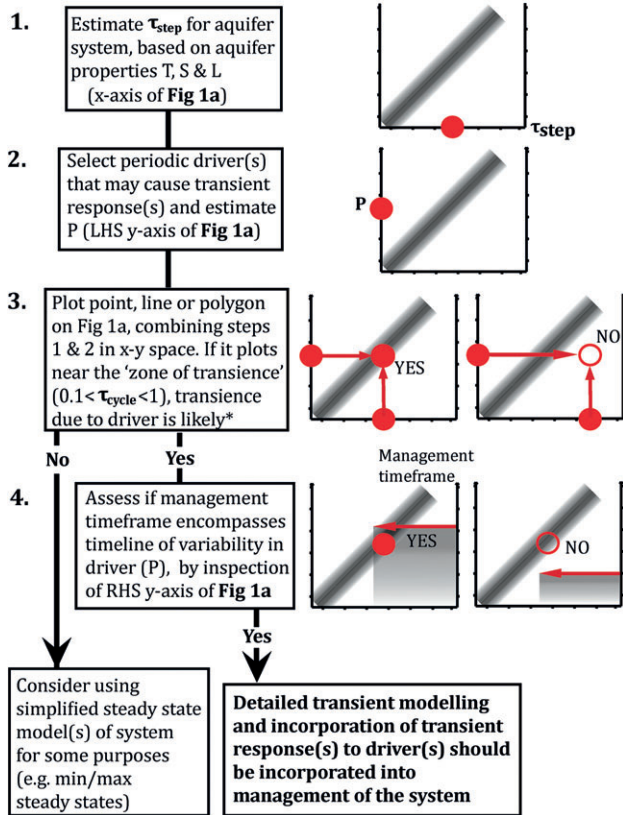 1.
Estimate τstep for aquifer
system, based on aquifer
properties T, S & L
(x-axis of Fig 1a)
τstep
2.
Select periodic driver(s)
that may cause transient
response(s) and estimate
P (LHS y-axis of Fig 1a)
P
3.
Plot point, line or polygon
on Fig 1a, combining steps
1 & 2 in x-y space. If it plots
near the ‘zone of transience’
(0.1< τcycle<1), transience
due to driver is likely*
YES
NO
No
Yes
4.
Assess if management
timeframe encompasses
timeline of variability in
driver (P), by inspection
of RHS y-axis of Fig 1a
Management
timeframe
YES
NO
Yes
Consider using
simplified steady state
model(s) of system
for some purposes
(e.g. min/max
steady states)
Detailed transient modelling
and incorporation of transient
response(s) to driver(s) should
be incorporated into
management of the system